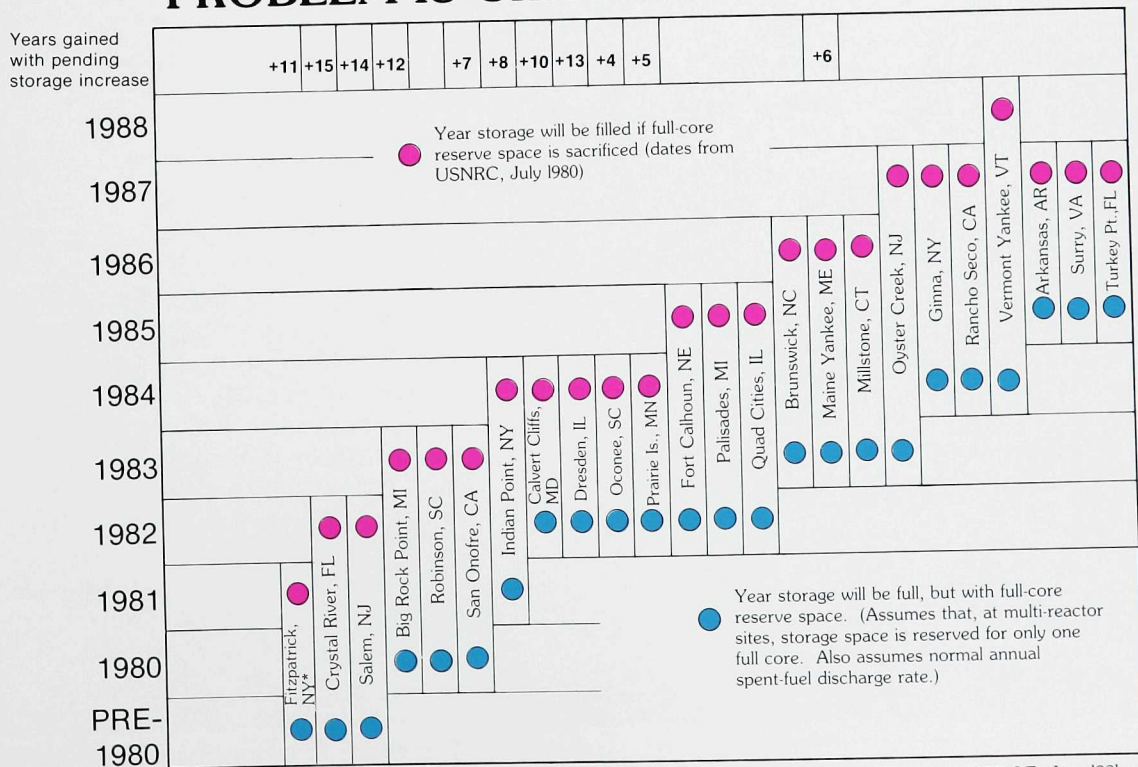 Years gained
with pending
storage increase
+11 +15 +14 +12 +7 +8 +10 +13 +4 +5 +6
1988
Year storage will be filled if full-core
reserve space is sacrificed (dates from
USNRC, July 1980)
1987
1986
1985
1984
1983
1982
1981
1980
PRE-
1980
Fitzpatrick,
NY*
Crystal River, FL
Salem, NJ
Big Rock Point, MI
Robinson, SC
San Onofre, CA
Indian Point, NY
Calvert Cliffs,
MD
Dresden, IL
Oconee, SC
Prairie Is., MN
Fort Calhoun, NE
Palisades, MI
Quad Cities, IL
Brunswick, NC
Maine Yankee, ME
Millstone, CT
Oyster Creek, NJ
Ginna, NY
Rancho Seco, CA
Vermont Yankee, VT
Arkansas, AR
Surry, VA
Turkey Pt., FL
Year storage will be full, but with full-core
reserve space. (Assumes that, at multi-reactor
sites, storage space is reserved for only one
full core. Also assumes normal annual
spent-fuel discharge rate.)